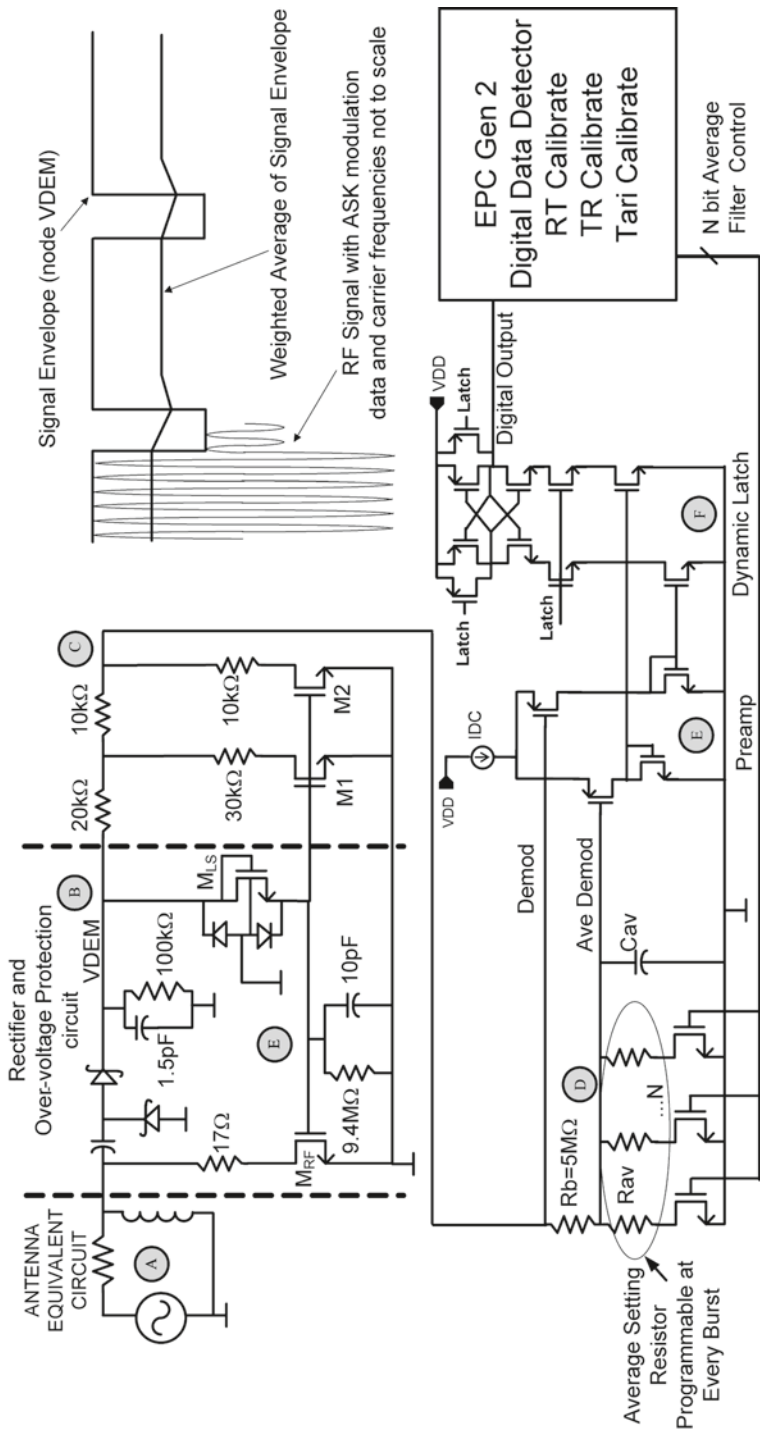 ANTENNA
EQUIVALENT
CIRCUIT
A
Rectifier and
Over-voltage Protection
circuit
VDEM
B
1.5pF
100kΩ
17Ω
MRF
MLS
E
9.4MΩ
10pF
20kΩ
10kΩ
C
30kΩ
10kΩ
M1
M2
Signal Envelope (node VDEM)
Weighted Average of Signal Envelope
RF Signal with ASK modulation
data and carrier frequencies not to scale
Average Setting
Resistor
Programmable at
Every Burst
Rb=5MΩ
D
Rav
...N
Cav
Demod
Ave Demod
VDD
IDC
E
Preamp
Latch
Latch
VDD
Latch
F
Dynamic Latch
Digital Output
EPC Gen 2
Digital Data Detector
RT Calibrate
TR Calibrate
Tari Calibrate
N bit Average
Filter Control